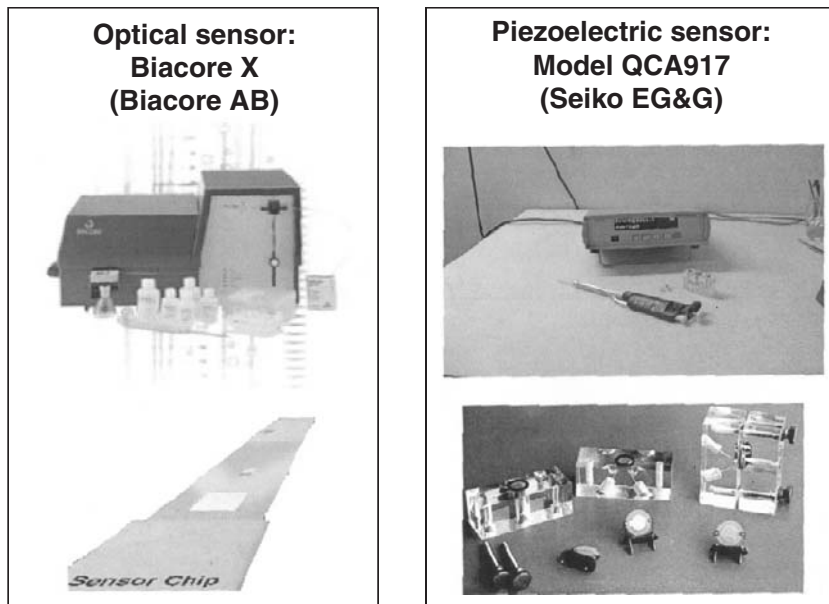 Optical sensor:
Biacore X
(Biacore AB)
Piezoelectric sensor:
Model QCA917
(Seiko EG&G)
Sensor Chip